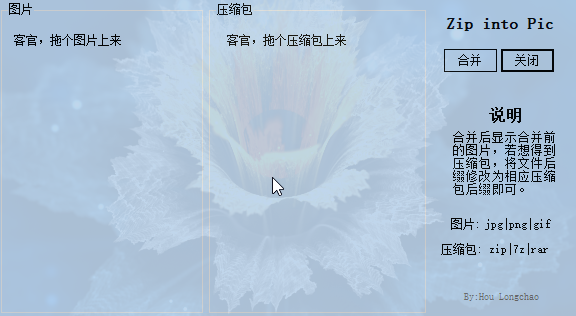 图片
客官，拖个图片上来
压缩包
客官，拖个压缩包上来
Zip into Pic
合并
关闭
说明
合并后显示合并前
的图片，若想得到
压缩包，将文件后
缀修改为相应压缩
包后缀即可。
图片: jpg|png|gif
压缩包: zip|7z|rar
By:Hou Longchao